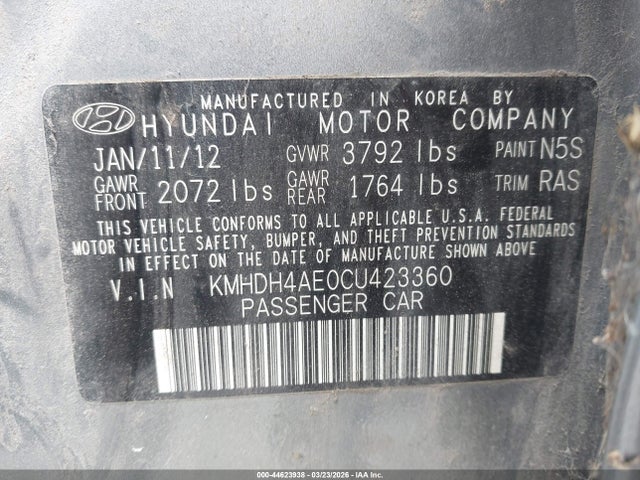 MANUFACTURED IN KOREA BY
HYUNDAI MOTOR COMPANY
JAN/11/12 GVWR 3792 lbs PAINT N5S
GAWR FRONT 2072 lbs GAWR REAR 1764 lbs TRIM RAS
THIS VEHICLE CONFORMS TO ALL APPLICABLE U.S.A. FEDERAL
MOTOR VEHICLE SAFETY, BUMPER, AND THEFT PREVENTION STANDARDS
IN EFFECT ON THE DATE OF MANUFACTURE SHOWN ABOVE.
V.I.N KMHDH4AE0CU423360
PASSENGER CAR
000-44623938 | 03/23/2026 | COPART